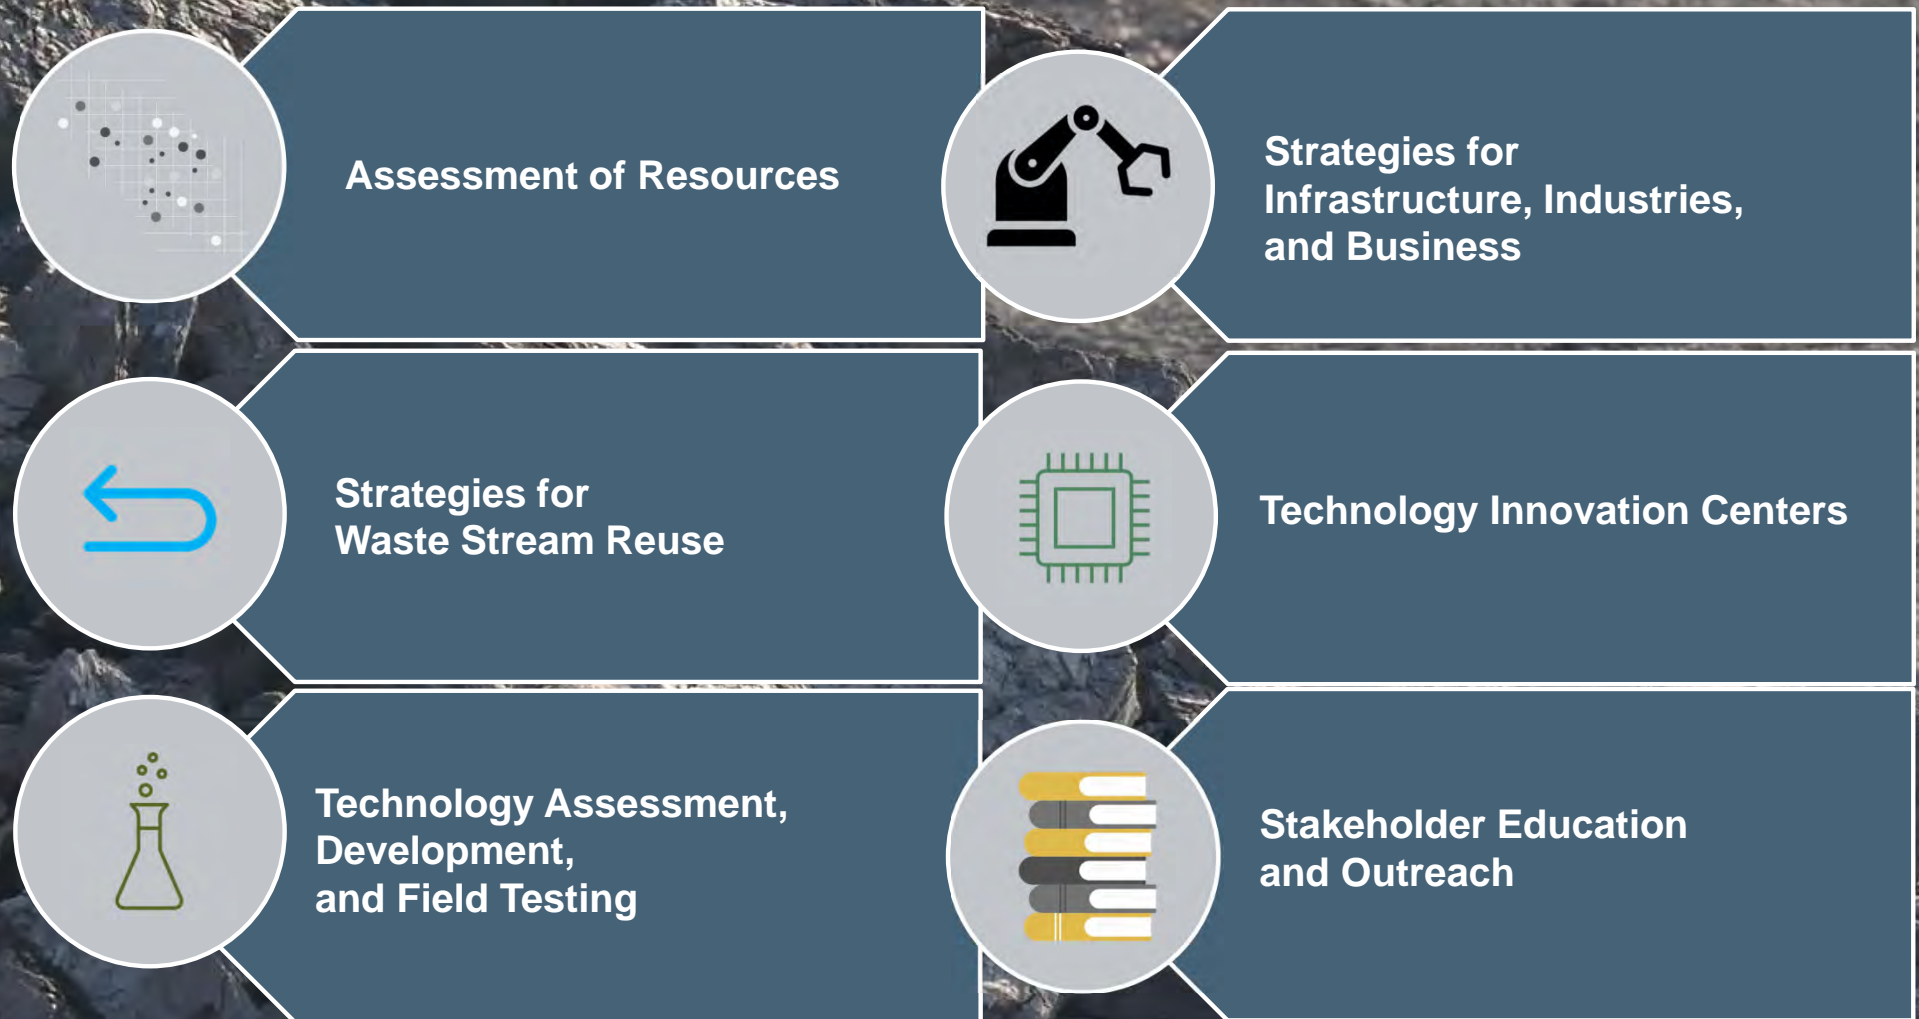 Assessment of Resources
Strategies for
Infrastructure, Industries,
and Business
Strategies for
Waste Stream Reuse
Technology Innovation Centers
Technology Assessment,
Development,
and Field Testing
Stakeholder Education
and Outreach